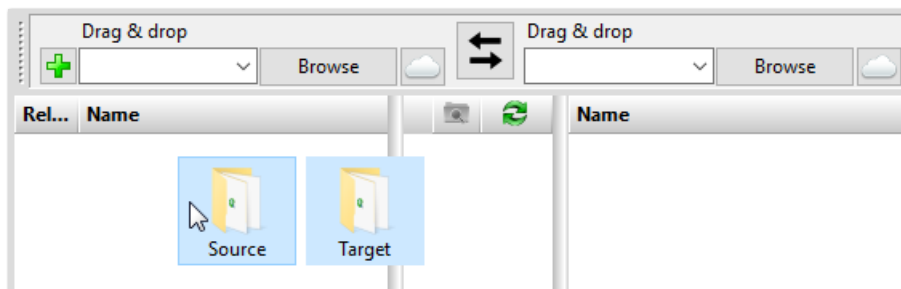 Drag & drop
Drag & drop
Browse
Browse
Rel... Name
Name
Source
Target